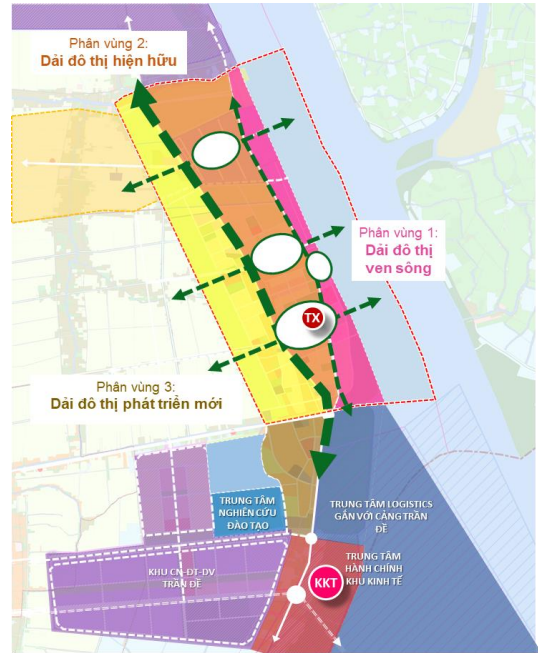 Phân vùng 2:
Dải đô thị hiện hữu
Phân vùng 1:
Dải đô thị
ven sông
TX
Phân vùng 3:
Dải đô thị phát triển mới
TRUNG TÂM
NGHIÊN CỨU
ĐÀO TẠO
TRUNG TÂM LOGISTICS
GẮN VỚI CẢNG TRẦN
ĐỀ
KHU CN-ĐT-DV
TRẦN ĐỀ
TRUNG TÂM
HÀNH CHÍNH
KHU KINH TẾ
KKT